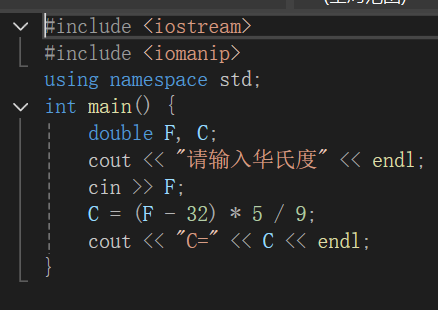 #include <iostream>
#include <iomanip>
using namespace std;
int main() {
double F, C;
cout << "请输入华氏度" << endl;
cin >> F;
C = (F - 32) * 5 / 9;
cout << "C=" << C << endl;
}